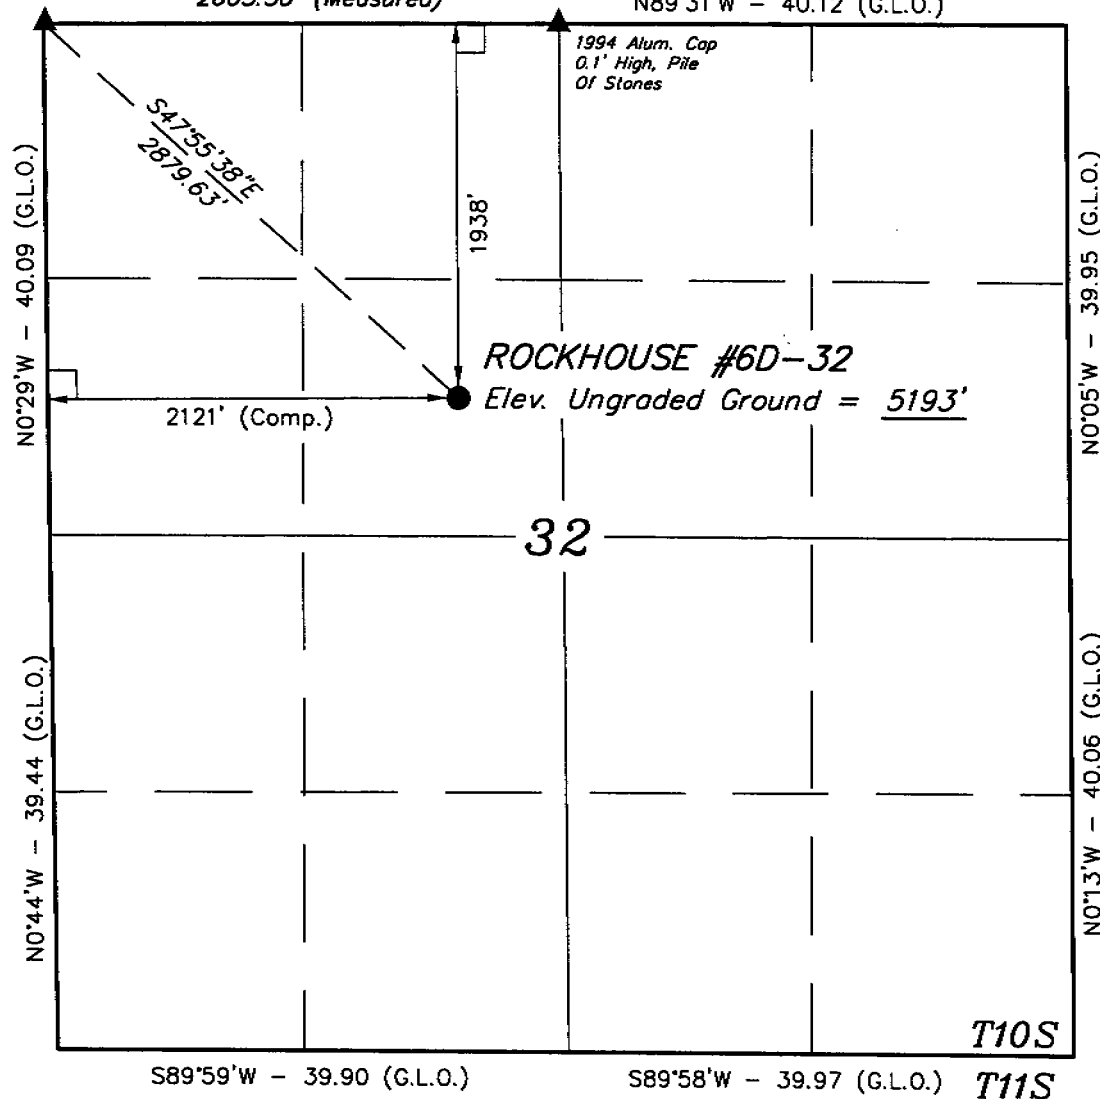 (Measured)
N89°31'W - 40.12 (G.L.O.)
1994 Alum. Cap
0.1' High, Pile
Of Stones
S47°55'38"E
2879.63'
1938'
N0°29'W - 40.09 (G.L.O.)
N0°05'W - 39.95 (G.L.O.)
ROCKHOUSE #6D-32
Elev. Ungraded Ground = 5193'
2121' (Comp.)
32
N0°44'W - 39.44 (G.L.O.)
N0°13'W - 40.06 (G.L.O.)
T10S
S89°59'W - 39.90 (G.L.O.)
S89°58'W - 39.97 (G.L.O.)
T11S